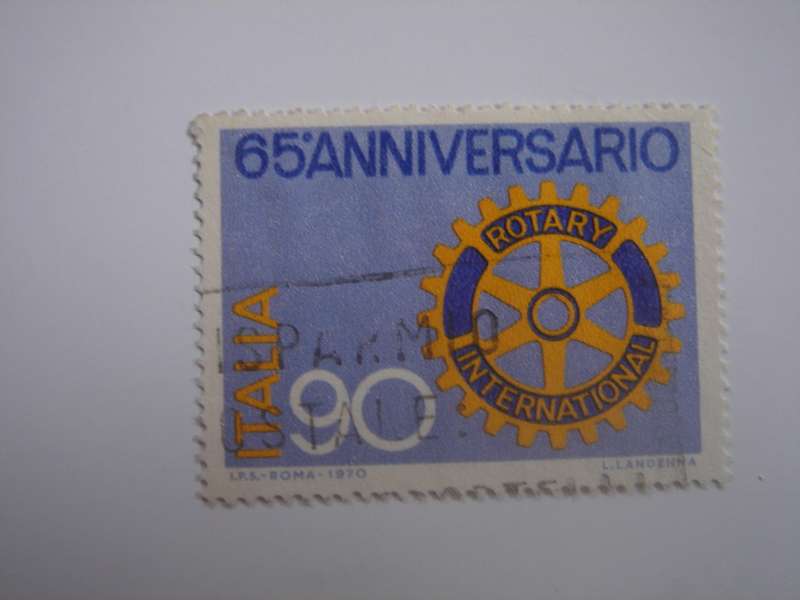 65°ANNIVERSARIO
ROTARY
INTERNATIONAL
ITALIA
90
I.P.S.-ROMA-1970
L. LANDENNA